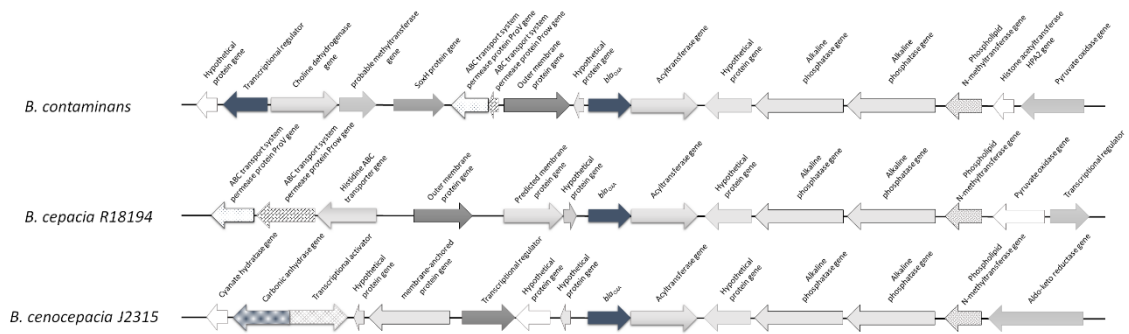 Hypothetical
protein gene
Transcriptional regulator
Choline dehydrogenase
gene
probable methyltransferase
gene
SoxH protein gene
ABC transport system
permease protein ProV gene
ABC transport system
permease protein Prow gene
Outer membrane
protein gene
Hypothetical
protein gene
blaOXA
Acyltransferase gene
Hypothetical
protein gene
Alkaline
phosphatase gene
Alkaline
phosphatase gene
Phospholipid
N-methyltransferase gene
Histone acetyltransferase
HPA2 gene
Pyruvate oxidase gene
B. contaminans
ABC transport system
permease protein ProV gene
ABC transport system
permease protein Prow gene
Histidine ABC
transporter gene
Outer membrane
protein gene
Predicted membrane
protein gene
Hypothetical
protein gene
blaOXA
Acyltransferase gene
Hypothetical
protein gene
Alkaline
phosphatase gene
Alkaline
phosphatase gene
Phospholipid
N-methyltransferase gene
Pyruvate oxidase gene
Transcriptional regulator
B. cepacia R18194
Cyanate hydratase gene
Carbonic anhydrase gene
Transcriptional activator
Hypothetical
protein gene
membrane-anchored
protein gene
Transcriptional regulator
Hypothetical
protein gene
Hypothetical
protein gene
blaOXA
Acyltransferase gene
Hypothetical
protein gene
Alkaline
phosphatase gene
Alkaline
phosphatase gene
Phospholipid
N-methyltransferase gene
Aldo-keto reductase gene
B. cenocepacia J2315